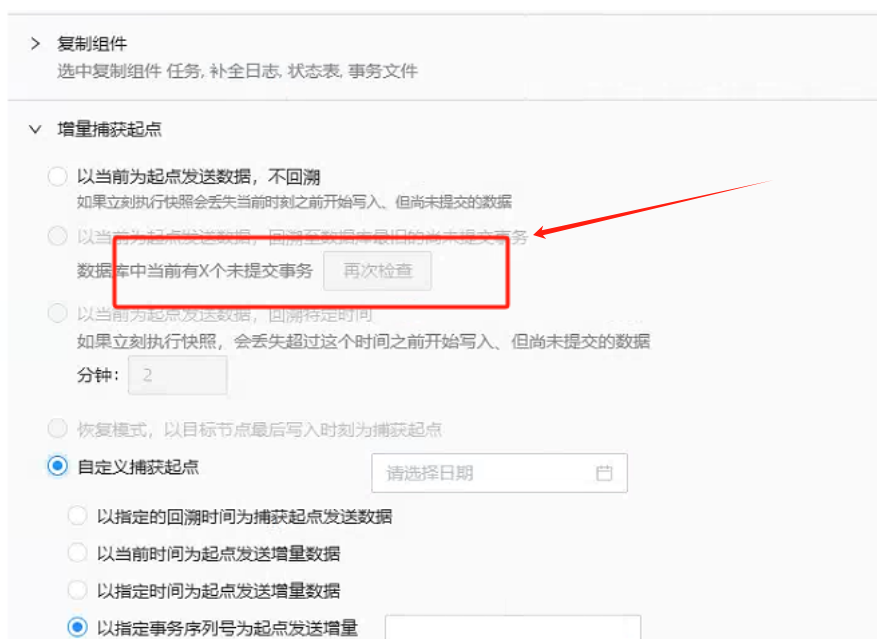 复制组件
选中复制组件 任务, 补全日志, 状态表, 事务文件
增量捕获起点
以当前为起点发送数据，不回溯
如果立刻执行快照会丢失当前时刻之前开始写入、但尚未提交的数据
以当前为起点发送数据，回溯至数据库最旧的尚未提交事务
数据库中当前有X个未提交事务 再次检查
以当前为起点发送数据，回溯特定时间
如果立刻执行快照，会丢失超过这个时间之前开始写入、但尚未提交的数据
分钟： 2
恢复模式，以目标节点最后写入时刻为捕获起点
自定义捕获起点 请选择日期
以指定的回溯时间为捕获起点发送数据
以当前时间为起点发送增量数据
以指定时间为起点发送增量数据
以指定事务序列号为起点发送增量